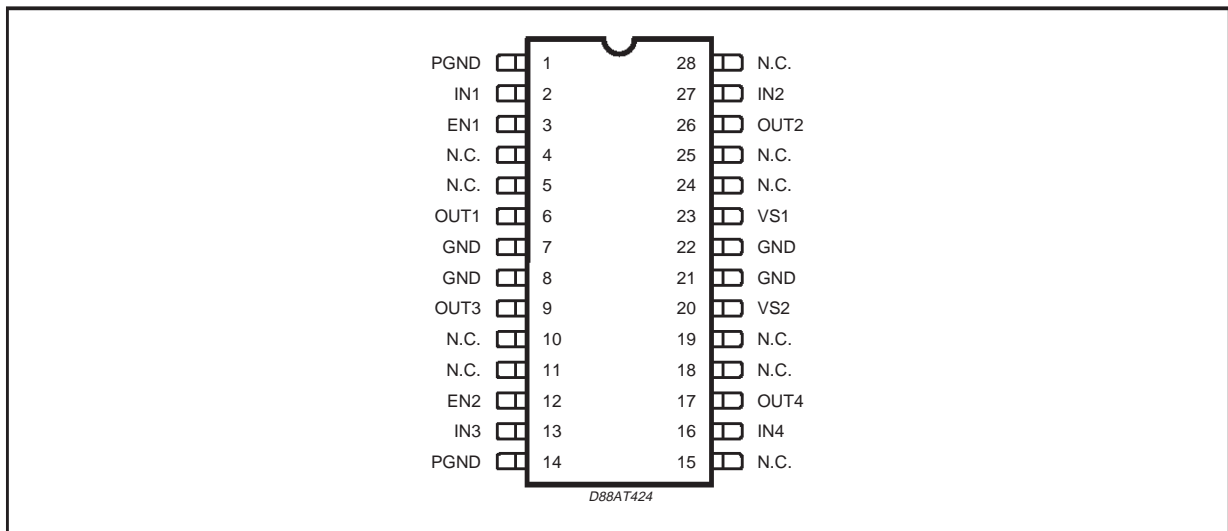 PGND 1 28 N.C.
IN1 2 27 IN2
EN1 3 26 OUT2
N.C. 4 25 N.C.
N.C. 5 24 N.C.
OUT1 6 23 VS1
GND 7 22 GND
GND 8 21 GND
OUT3 9 20 VS2
N.C. 10 19 N.C.
N.C. 11 18 N.C.
EN2 12 17 OUT4
IN3 13 16 IN4
PGND 14 15 N.C.
D88AT424